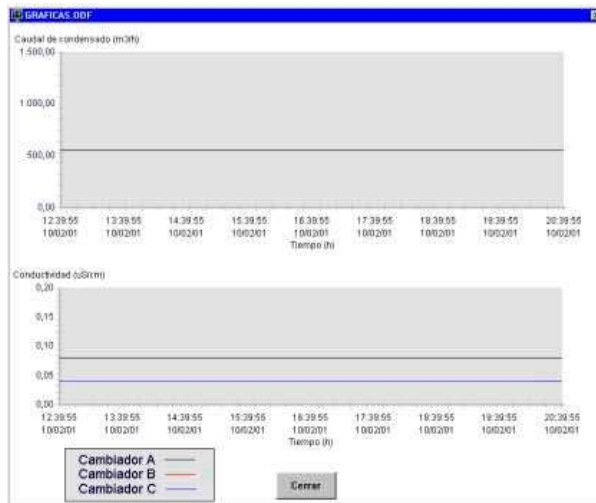 GRAFICAS.ODF
Caudal de condensado (m3/h)
1.500,00
1.000,00
500,00
0,00
12:39:55 13:39:55 14:39:55 15:39:55 16:39:55 17:39:55 18:39:55 19:39:55 20:39:55
10/02/01 10/02/01 10/02/01 10/02/01 10/02/01 10/02/01 10/02/01 10/02/01 10/02/01
Tiempo (h)
Conductividad (uS/cm)
0,20
0,15
0,10
0,05
0,00
12:39:55 13:39:55 14:39:55 15:39:55 16:39:55 17:39:55 18:39:55 19:39:55 20:39:55
10/02/01 10/02/01 10/02/01 10/02/01 10/02/01 10/02/01 10/02/01 10/02/01 10/02/01
Tiempo (h)
Cambiador A
Cambiador B
Cambiador C
Cerrar